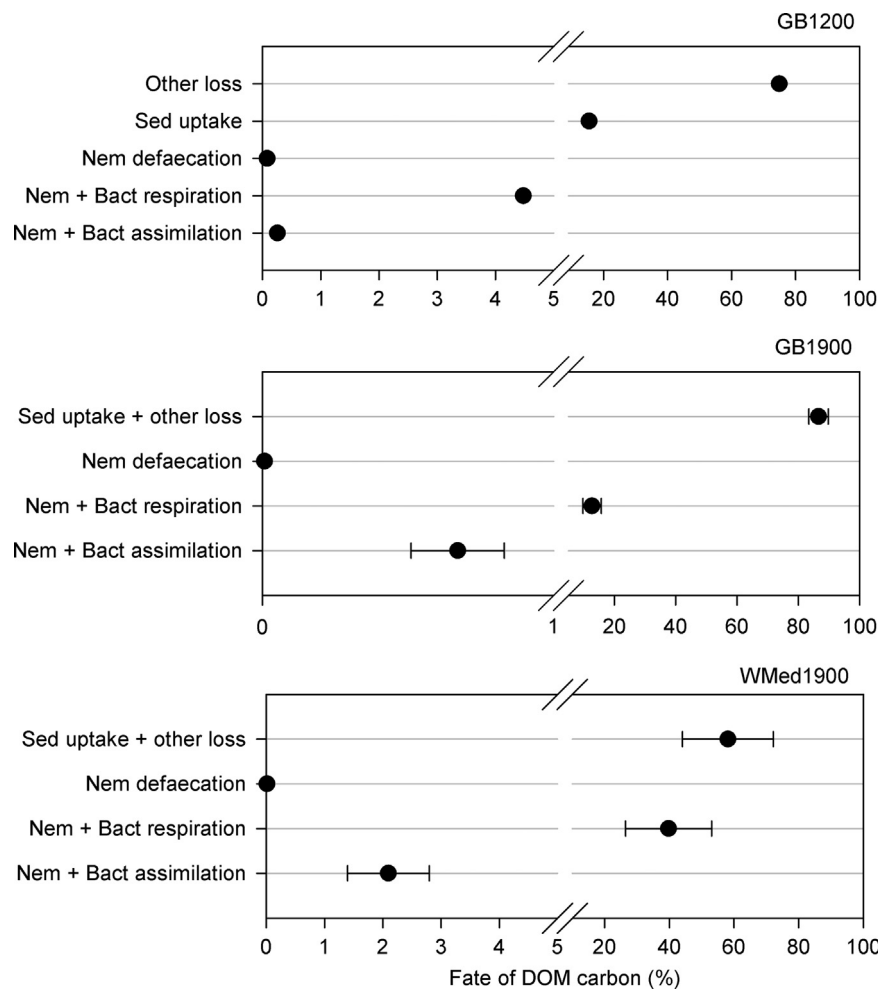 GB1200
Other loss
Sed uptake
Nem defaecation
Nem + Bact respiration
Nem + Bact assimilation
0 1 2 3 4 5 20 40 60 80 100
GB1900
Sed uptake + other loss
Nem defaecation
Nem + Bact respiration
Nem + Bact assimilation
0 1 20 40 60 80 100
WMed1900
Sed uptake + other loss
Nem defaecation
Nem + Bact respiration
Nem + Bact assimilation
0 1 2 3 4 5 20 40 60 80 100
Fate of DOM carbon (%)